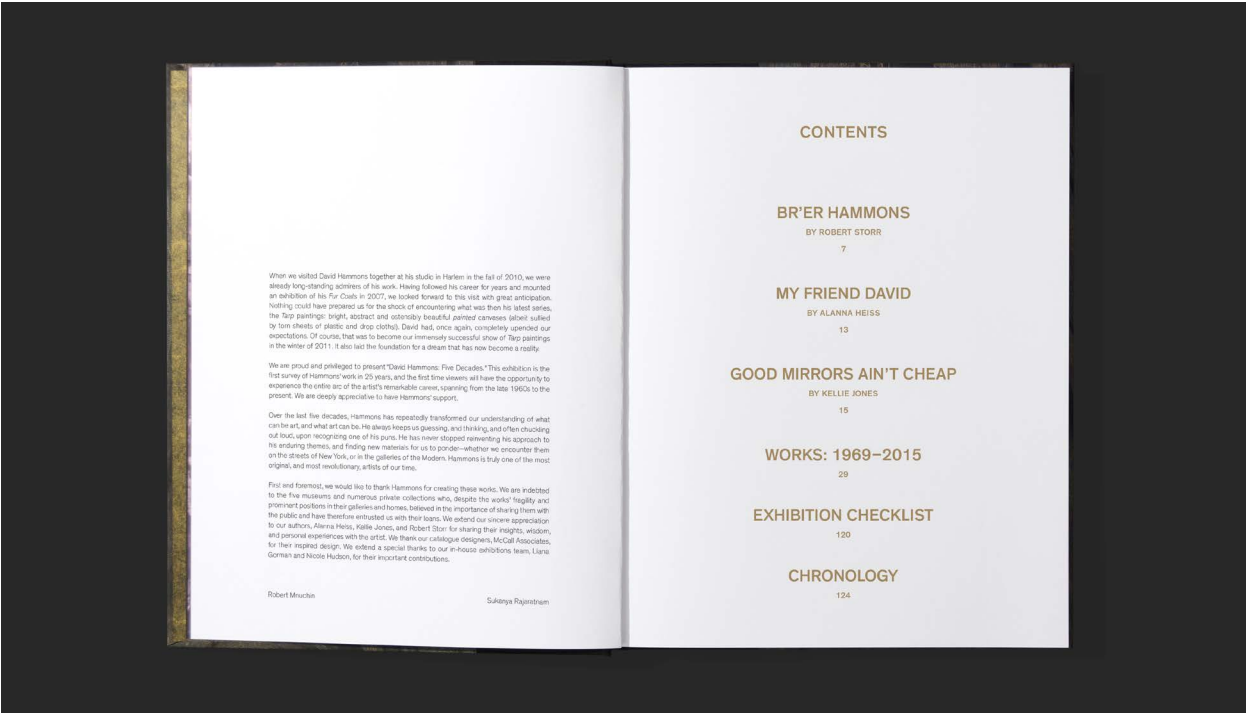 When we visited David Hammons together at his studio in Harlem in the fall of 2010, we were
already long-standing admirers of his work. Having followed his career for years and mounted
an exhibition of his Fur Coats in 2007, we looked forward to this visit with great anticipation.
Nothing could have prepared us for the shock of encountering what was then his latest series,
the Tarp paintings: bright, abstract and ostensibly beautiful painted canvases (albeit sullied
by torn sheets of plastic and drop cloths!). David had, once again, completely upended our
expectations. Of course, that was to become our immensely successful show of Tarp paintings
in the winter of 2011. It also laid the foundation for a dream that has now become a reality.
We are proud and privileged to present "David Hammons: Five Decades." This exhibition is the
first survey of Hammons' work in 25 years, and the first time viewers will have the opportunity to
experience the entire arc of the artist's remarkable career, spanning from the late 1960s to the
present. We are deeply appreciative to have Hammons' support.
Over the last five decades, Hammons has repeatedly transformed our understanding of what
can be art, and what art can be. He always keeps us guessing, and thinking, and often chuckling
out loud, upon recognizing one of his puns. He has never stopped reinventing his approach to
his enduring themes, and finding new materials for us to ponder—whether we encounter them
on the streets of New York, or in the galleries of the Modern. Hammons is truly one of the most
original, and most revolutionary, artists of our time.
First and foremost, we would like to thank Hammons for creating these works. We are indebted
to the five museums and numerous private collections who, despite the works' fragility and
prominent positions in their galleries and homes, believed in the importance of sharing them with
the public and have therefore entrusted us with their loans. We extend our sincere appreciation
to our authors, Alanna Heiss, Kellie Jones, and Robert Storr for sharing their insights, wisdom,
and personal experiences with the artist. We thank our catalogue designers, McCall Associates,
for their inspired design. We extend a special thanks to our in-house exhibitions team, Liana
Gorman and Nicole Hudson, for their important contributions.
Robert Mnuchin
Sukanya Rajaratnam
CONTENTS
BR'ER HAMMONS
BY ROBERT STORR
7
MY FRIEND DAVID
BY ALANNA HEISS
13
GOOD MIRRORS AIN'T CHEAP
BY KELLIE JONES
15
WORKS: 1969–2015
29
EXHIBITION CHECKLIST
120
CHRONOLOGY
124